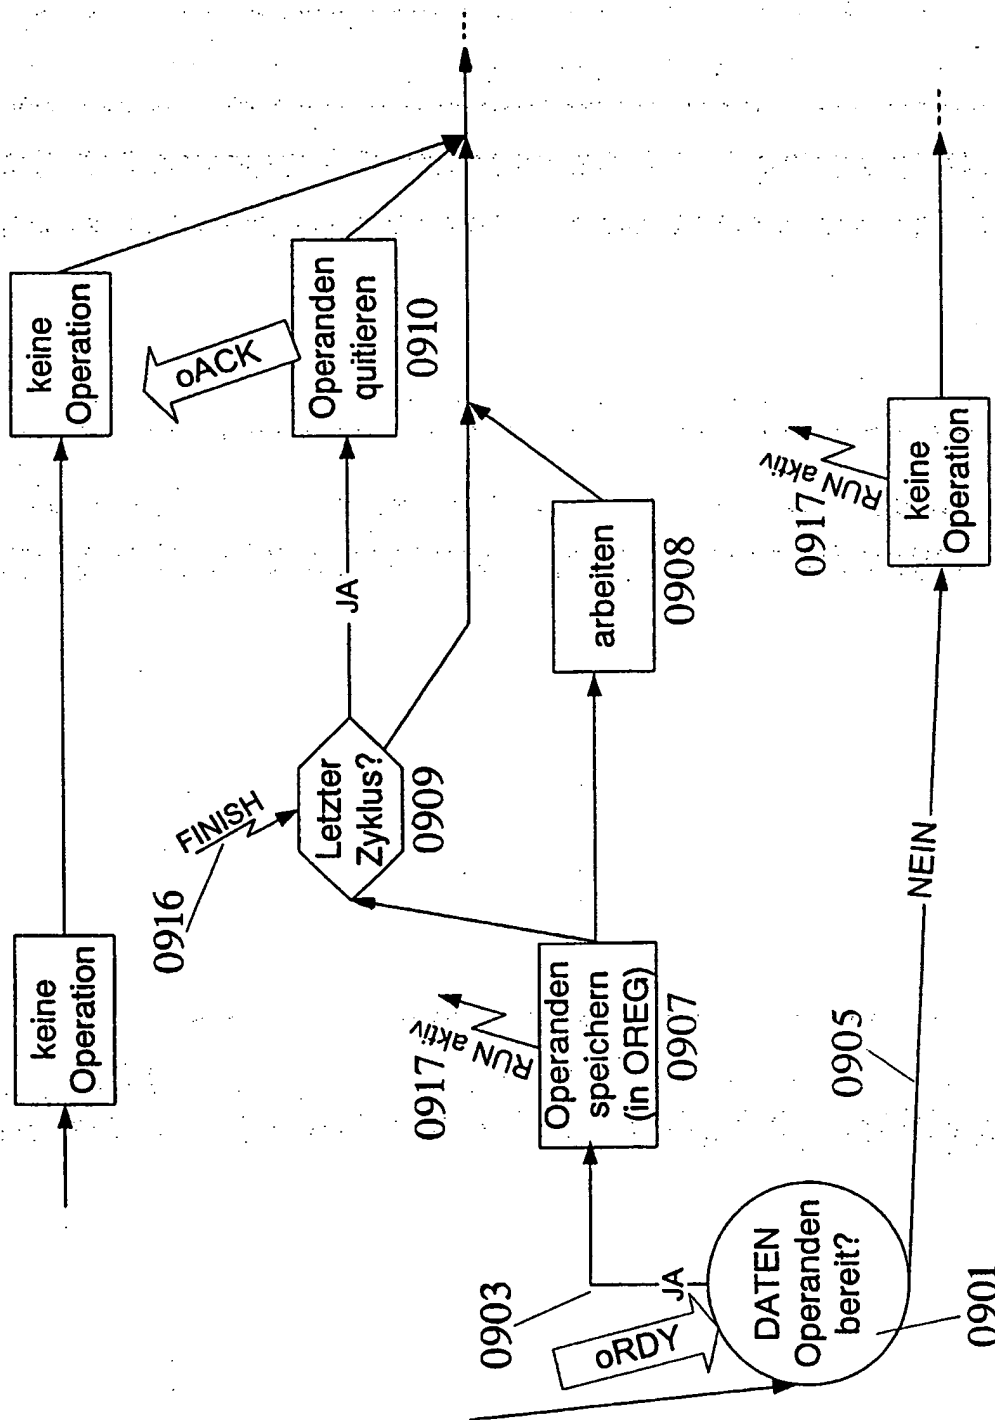 keine
Operation
keine
Operation
0916
FINISH
Letzter
Zyklus?
0909
JA
oACK
Operanden
quitieren
0910
0903
oRDY
JA
0917
RUN aktiv
Operanden
speichern
(in OREG)
0907
arbeiten
0908
DATEN
Operanden
bereit?
0901
0905
NEIN
0917
RUN aktiv
keine
Operation